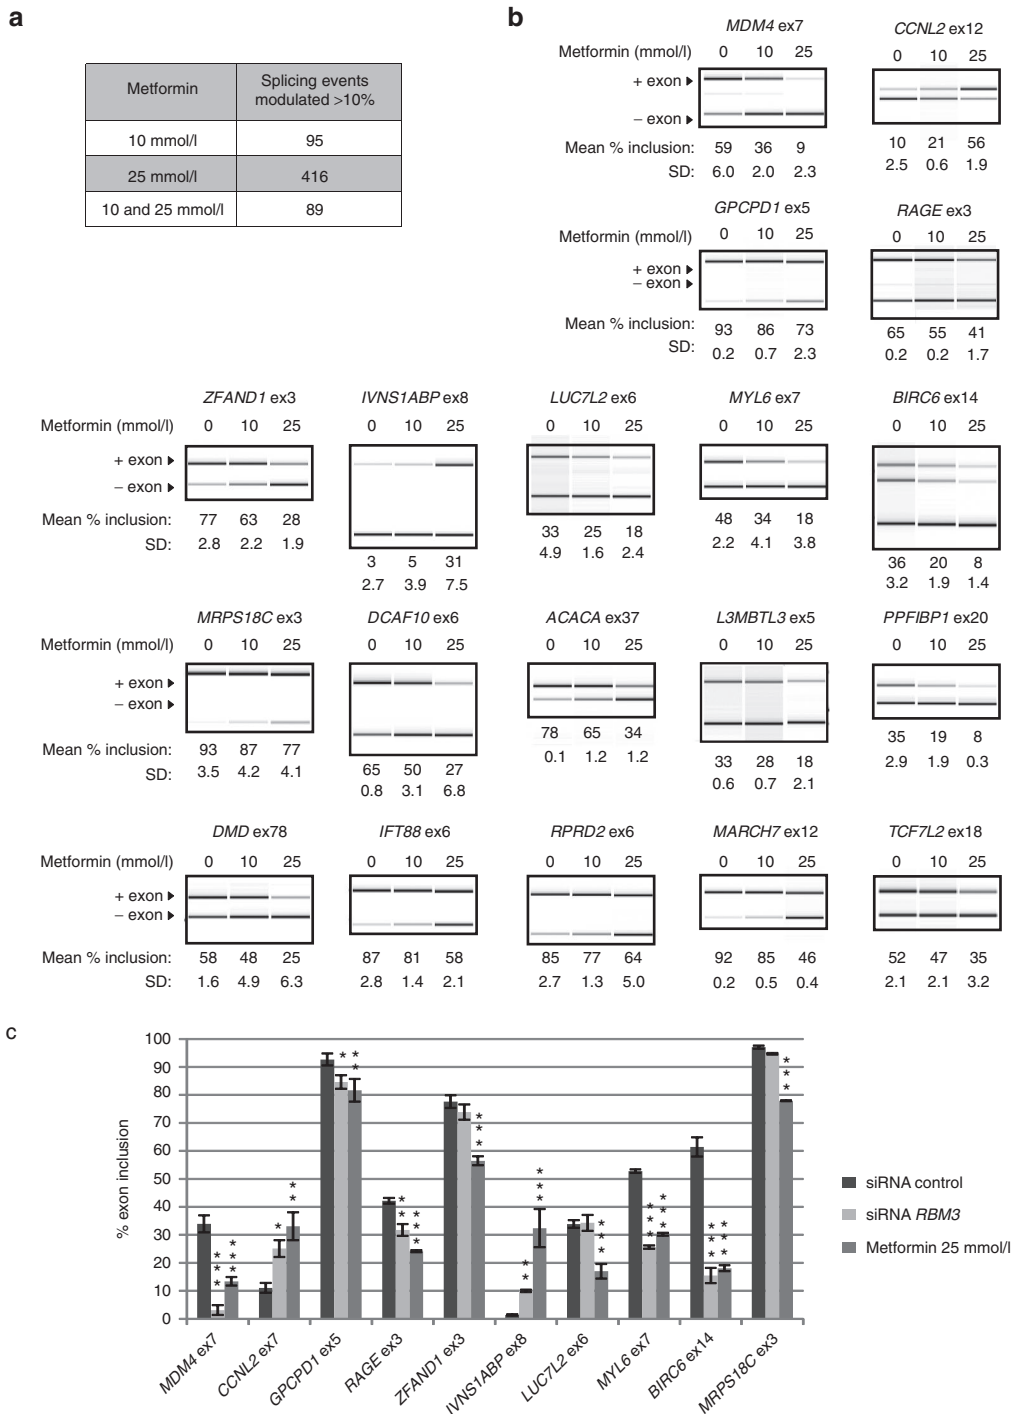 a
Metformin
Splicing events
modulated >10%
10 mmol/l 95
25 mmol/l 416
10 and 25 mmol/l 89
b
MDM4 ex7
CCNL2 ex12
Metformin (mmol/l) 0 10 25
0 10 25
+ exon
– exon
Mean % inclusion: 59 36 9
SD: 6.0 2.0 2.3
10 21 56
2.5 0.6 1.9
GPCPD1 ex5
RAGE ex3
Metformin (mmol/l) 0 10 25
0 10 25
+ exon
– exon
Mean % inclusion: 93 86 73
SD: 0.2 0.7 2.3
65 55 41
0.2 0.2 1.7
ZFAND1 ex3 IVNS1ABP ex8 LUC7L2 ex6 MYL6 ex7 BIRC6 ex14
Metformin (mmol/l) 0 10 25 0 10 25 0 10 25 0 10 25 0 10 25
+ exon
– exon
Mean % inclusion: 77 63 28
SD: 2.8 2.2 1.9
3 5 31
2.7 3.9 7.5
33 25 18
4.9 1.6 2.4
48 34 18
2.2 4.1 3.8
36 20 8
3.2 1.9 1.4
MRPS18C ex3 DCAF10 ex6 ACACA ex37 L3MBTL3 ex5 PPFIBP1 ex20
Metformin (mmol/l) 0 10 25 0 10 25 0 10 25 0 10 25 0 10 25
+ exon
– exon
Mean % inclusion: 93 87 77
SD: 3.5 4.2 4.1
65 50 27
0.8 3.1 6.8
78 65 34
0.1 1.2 1.2
33 28 18
0.6 0.7 2.1
35 19 8
2.9 1.9 0.3
DMD ex78 IFT88 ex6 RPRD2 ex6 MARCH7 ex12 TCF7L2 ex18
Metformin (mmol/l) 0 10 25 0 10 25 0 10 25 0 10 25 0 10 25
+ exon
– exon
Mean % inclusion: 58 48 25 87 81 58 85 77 64 92 85 46 52 47 35
SD: 1.6 4.9 6.3 2.8 1.4 2.1 2.7 1.3 5.0 0.2 0.5 0.4 2.1 2.1 3.2
c
% exon inclusion
100
90
80
70
60
50
40
30
20
10
0
* * *
* * *
*
* *
*
* *
* *
* * *
* * *
* *
* * *
* * *
* * *
* * *
* * *
* * *
* * *
MDM4 ex7
CCNL2 ex7
GPCPD1 ex5
RAGE ex3
ZFAND1 ex3
IVNS1ABP ex8
LUC7L2 ex6
MYL6 ex7
BIRC6 ex14
MRPS18C ex3
siRNA control
siRNA RBM3
Metformin 25 mmol/l